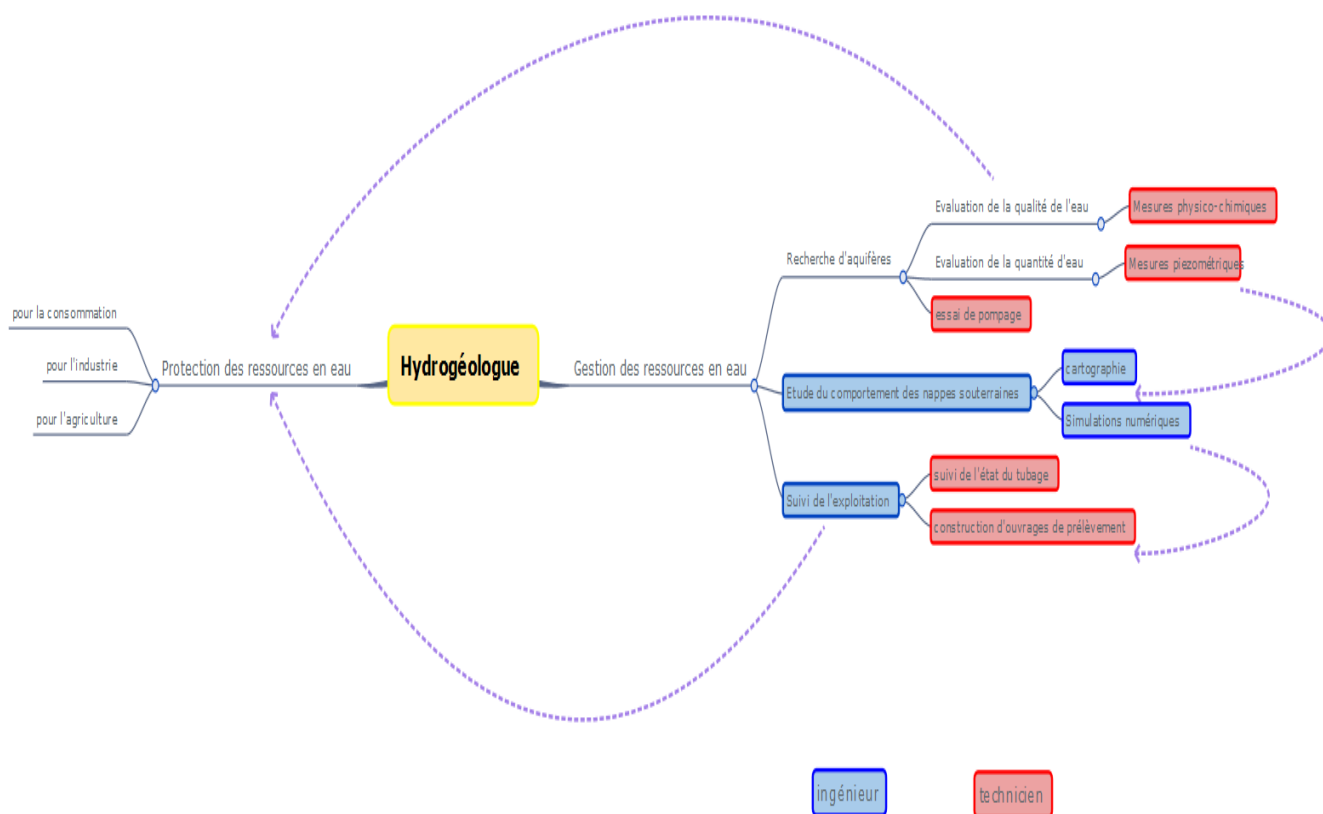 Hydrogéologue
Protection des ressources en eau
pour la consommation
pour l'industrie
pour l'agriculture
Gestion des ressources en eau
Recherche d'aquifères
Evaluation de la qualité de l'eau
Mesures physico-chimiques
Evaluation de la quantité d'eau
Mesures piezométriques
essai de pompage
Etude du comportement des nappes souterraines
cartographie
Simulations numériques
Suivi de l'exploitation
suivi de l'état du tubage
construction d'ouvrages de prélèvement
ingénieur
technicien